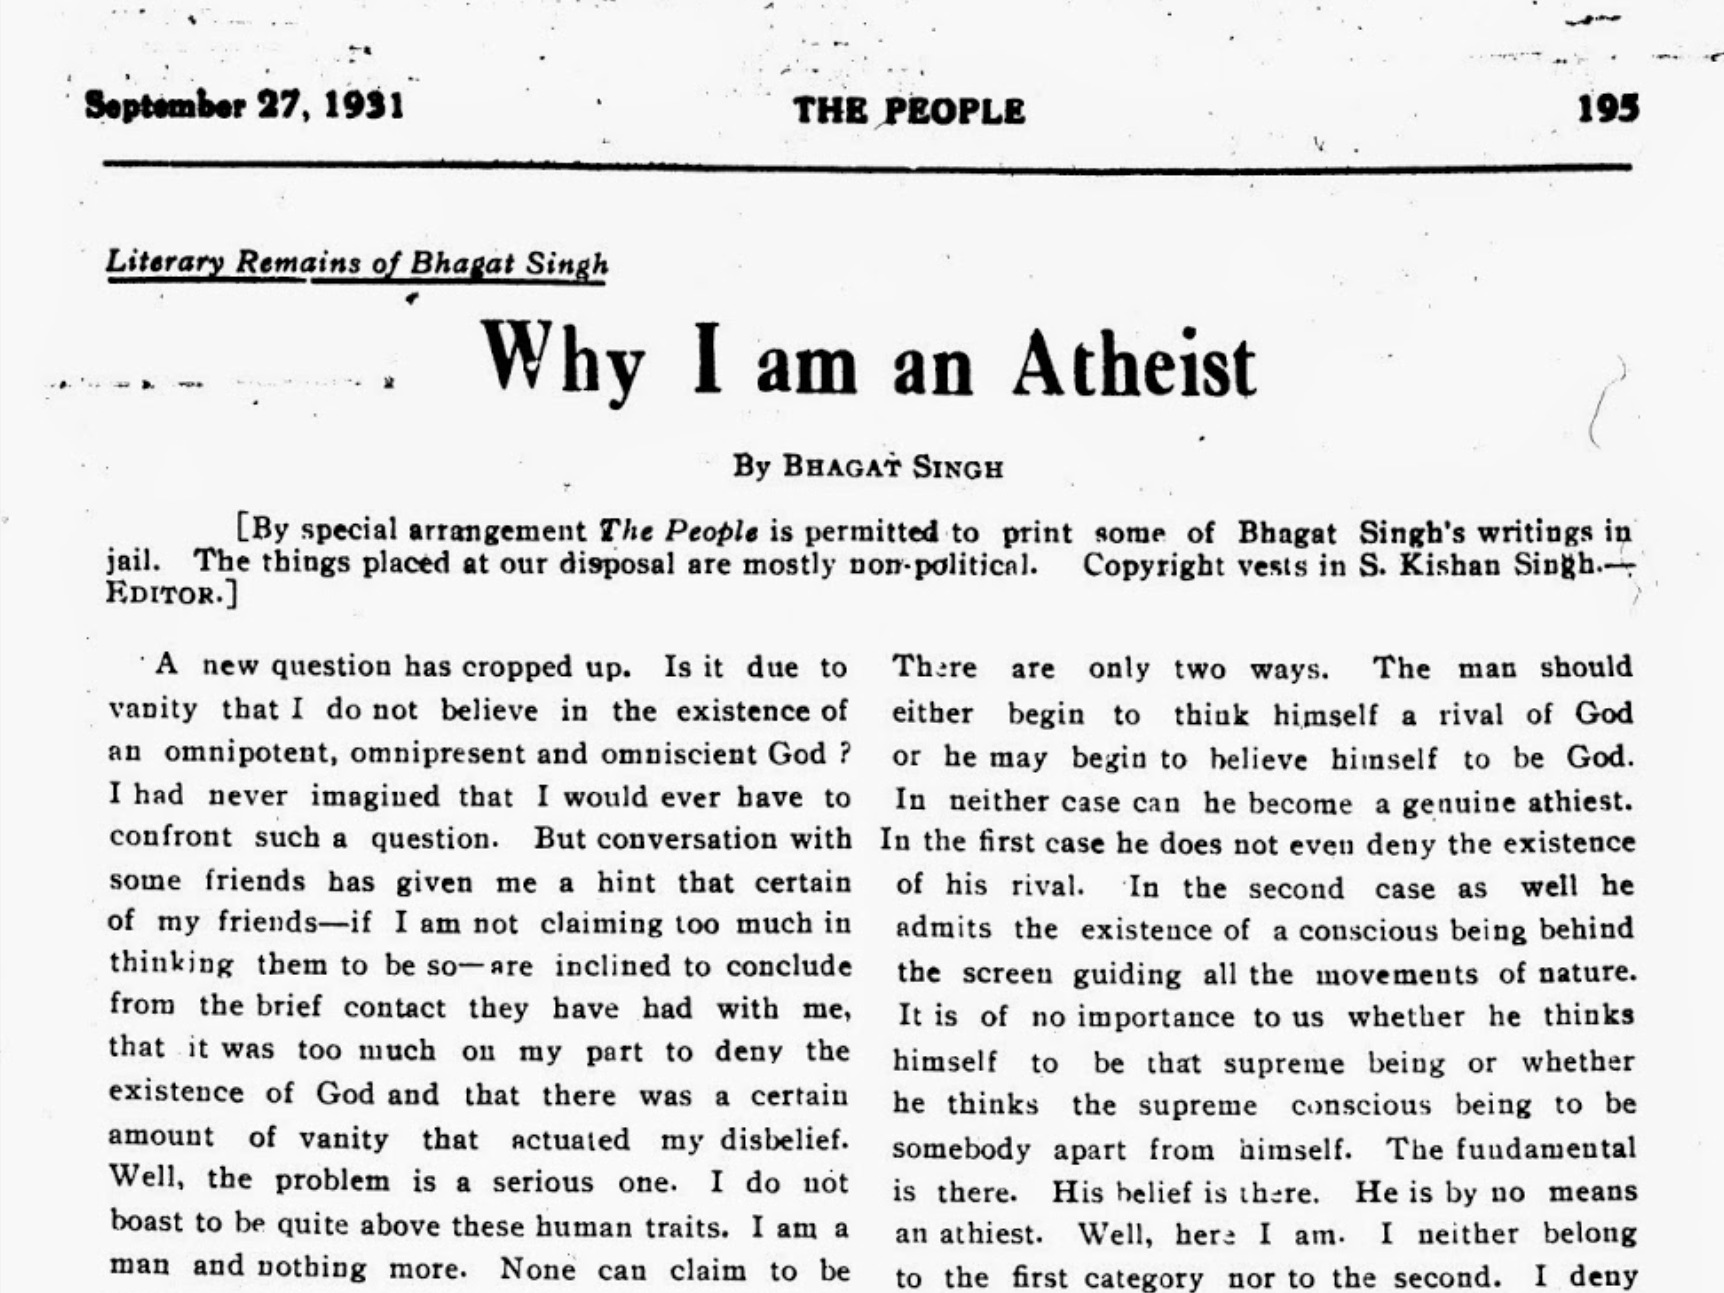 September 27, 1931 THE PEOPLE 195
Literary Remains of Bhagat Singh
Why I am an Atheist
By BHAGAT SINGH
[By special arrangement The People is permitted to print some of Bhagat Singh's writings in
jail. The things placed at our disposal are mostly non-political. Copyright vests in S. Kishan Singh.—
EDITOR.]
A new question has cropped up. Is it due to
vanity that I do not believe in the existence of
an omnipotent, omnipresent and omniscient God ?
I had never imagined that I would ever have to
confront such a question. But conversation with
some friends has given me a hint that certain
of my friends—if I am not claiming too much in
thinking them to be so—are inclined to conclude
from the brief contact they have had with me,
that it was too much on my part to deny the
existence of God and that there was a certain
amount of vanity that actuated my disbelief.
Well, the problem is a serious one. I do not
boast to be quite above these human traits. I am a
man and nothing more. None can claim to be
There are only two ways. The man should
either begin to think himself a rival of God
or he may begin to believe himself to be God.
In neither case can he become a genuine athiest.
In the first case he does not even deny the existence
of his rival. In the second case as well he
admits the existence of a conscious being behind
the screen guiding all the movements of nature.
It is of no importance to us whether he thinks
himself to be that supreme being or whether
he thinks the supreme conscious being to be
somebody apart from himself. The fundamental
is there. His belief is there. He is by no means
an athiest. Well, here I am. I neither belong
to the first category nor to the second. I deny